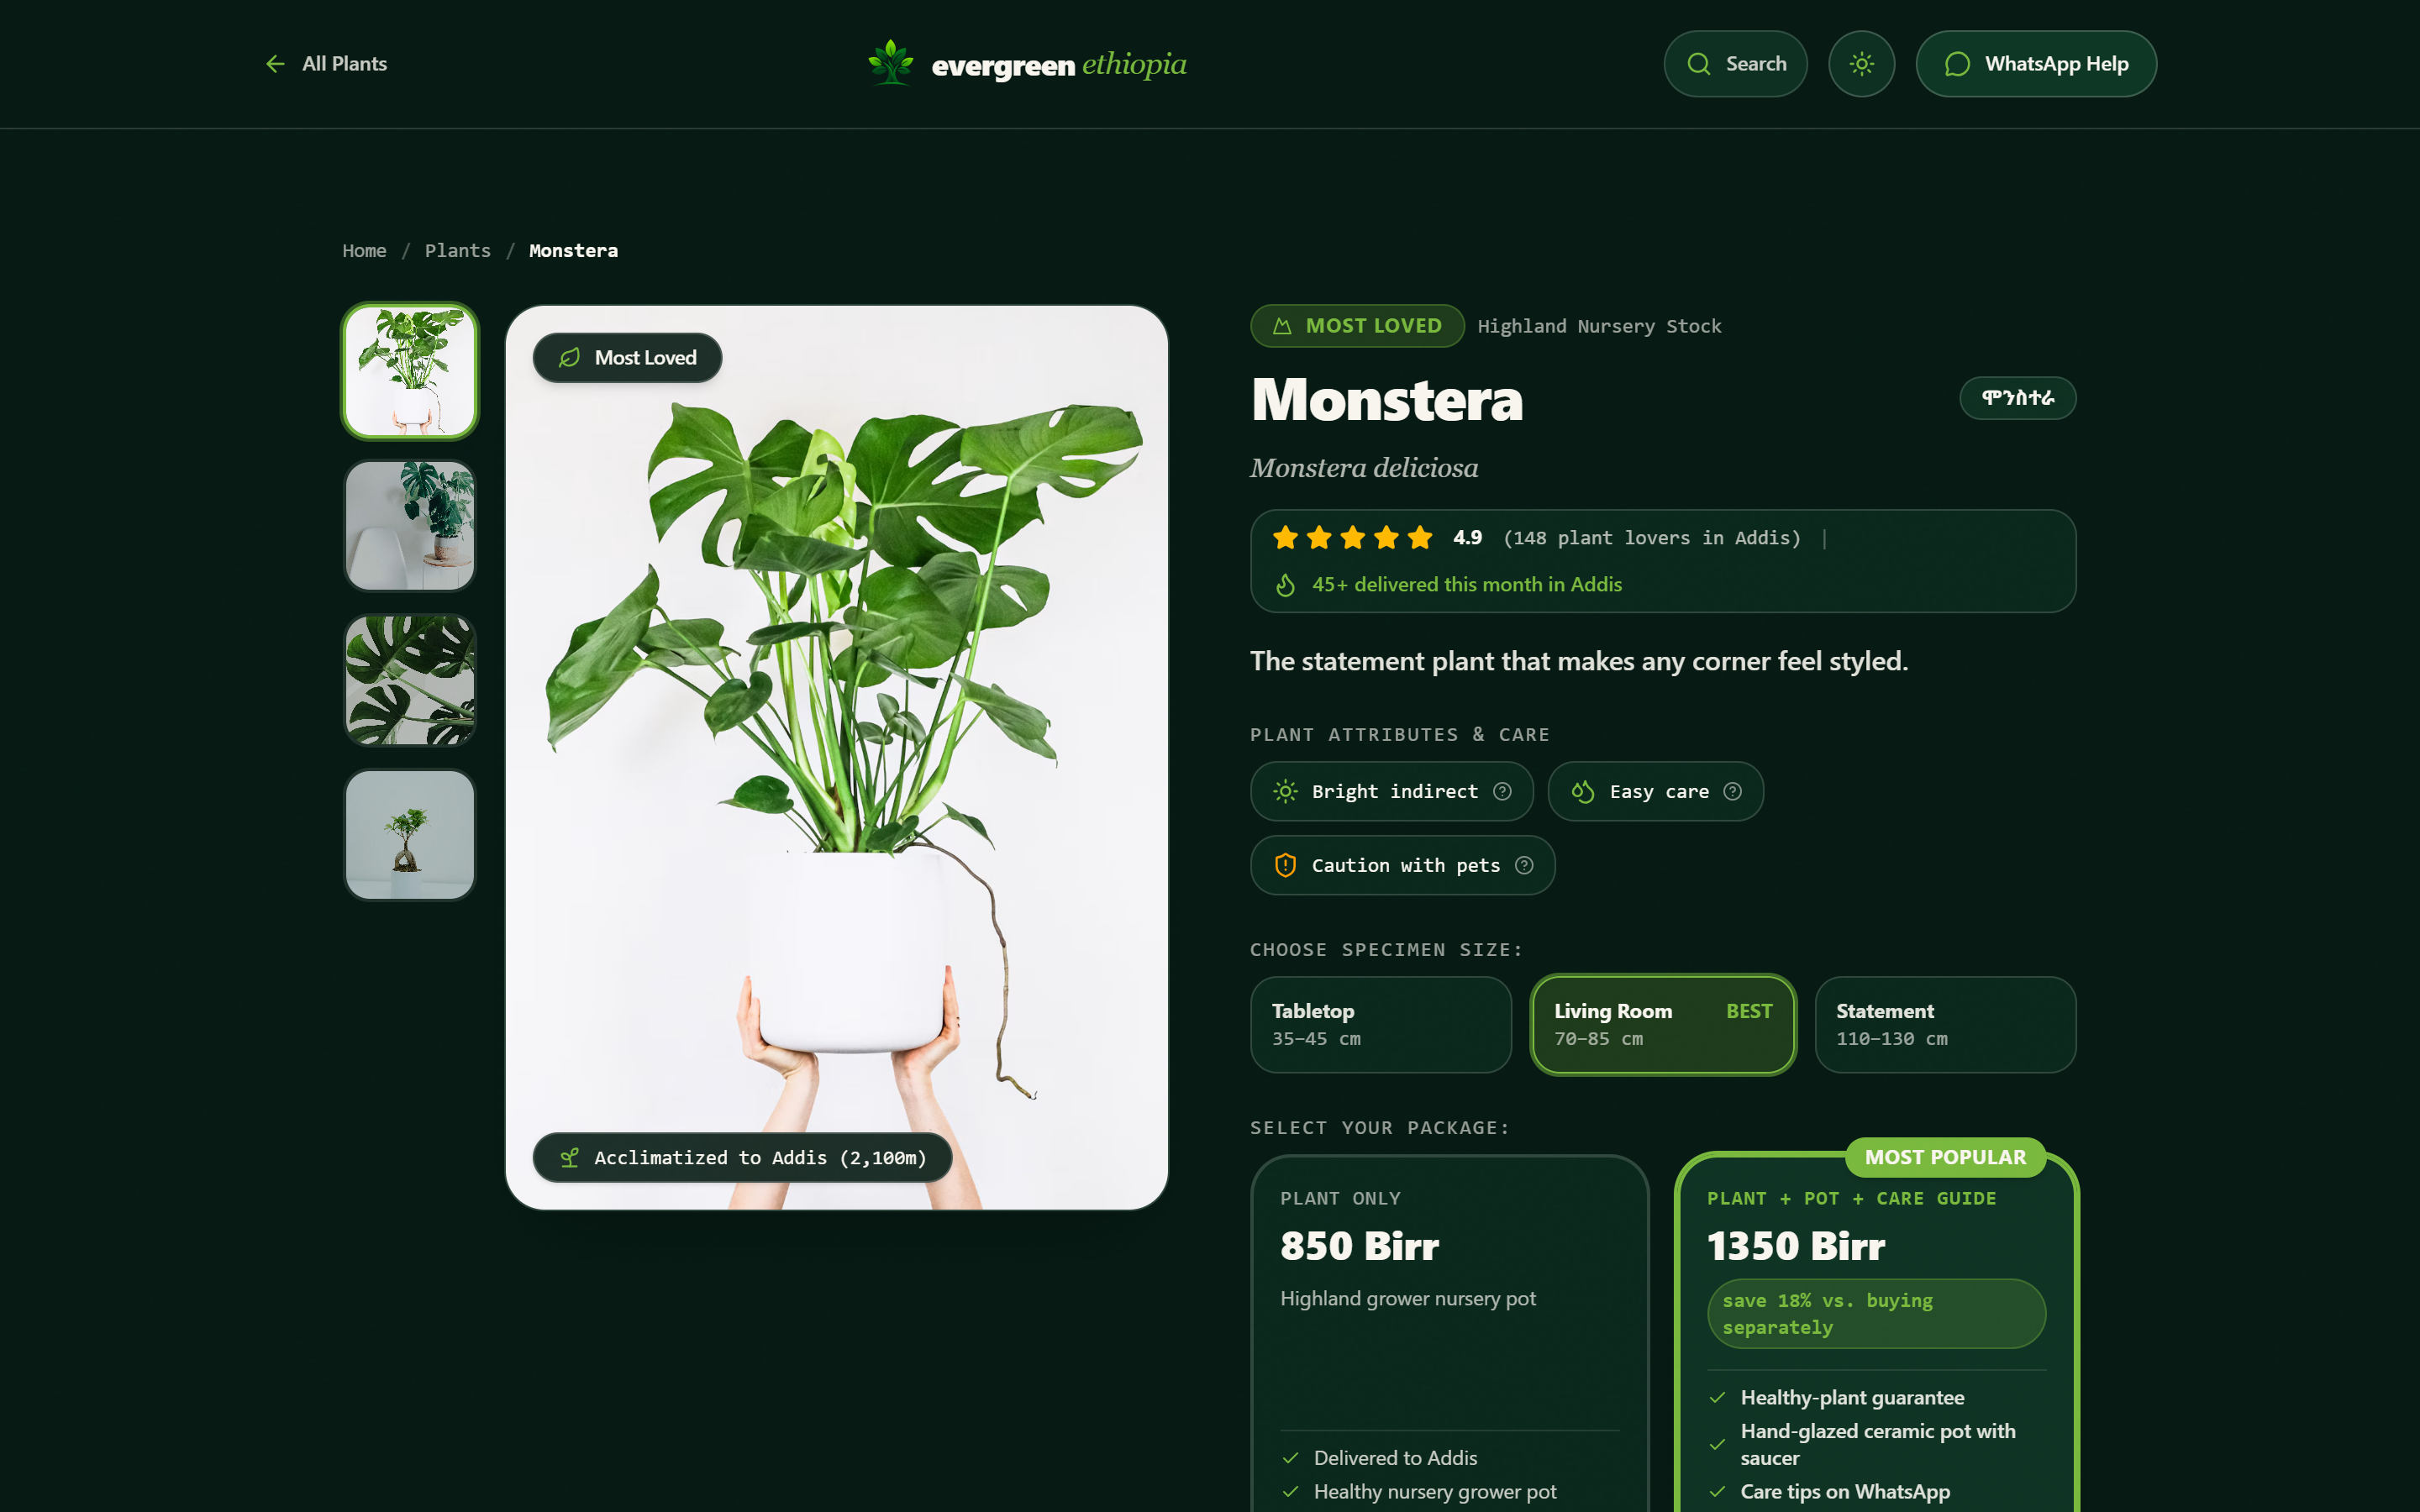 All Plants
evergreen ethiopia
Search
WhatsApp Help
Home / Plants / Monstera
Most Loved
Acclimatized to Addis (2,100m)
MOST LOVED
Highland Nursery Stock
Monstera
ሞንስተራ
Monstera deliciosa
4.9 (148 plant lovers in Addis) |
45+ delivered this month in Addis
The statement plant that makes any corner feel styled.
PLANT ATTRIBUTES & CARE
Bright indirect
Easy care
Caution with pets
CHOOSE SPECIMEN SIZE:
Tabletop
35–45 cm
Living Room BEST
70–85 cm
Statement
110–130 cm
SELECT YOUR PACKAGE:
PLANT ONLY
850 Birr
Highland grower nursery pot
Delivered to Addis
Healthy nursery grower pot
MOST POPULAR
PLANT + POT + CARE GUIDE
1350 Birr
save 18% vs. buying
separately
Healthy-plant guarantee
Hand-glazed ceramic pot with
saucer
Care tips on WhatsApp